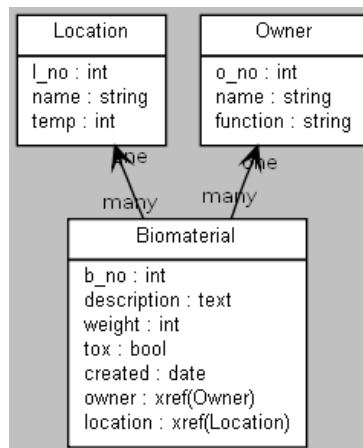 Location
l_no : int
name : string
temp : int
Owner
o_no : int
name : string
function : string
one
one
many
many
Biomaterial
b_no : int
description : text
weight : int
tox : bool
created : date
owner : xref(Owner)
location : xref(Location)